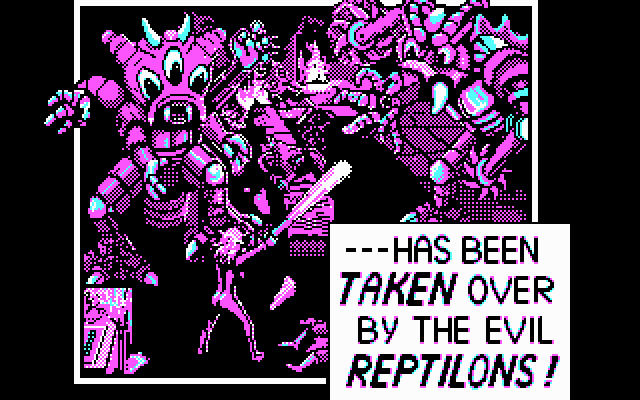 ---HAS BEEN
TAKEN OVER
BY THE EVIL
REPTILONS!